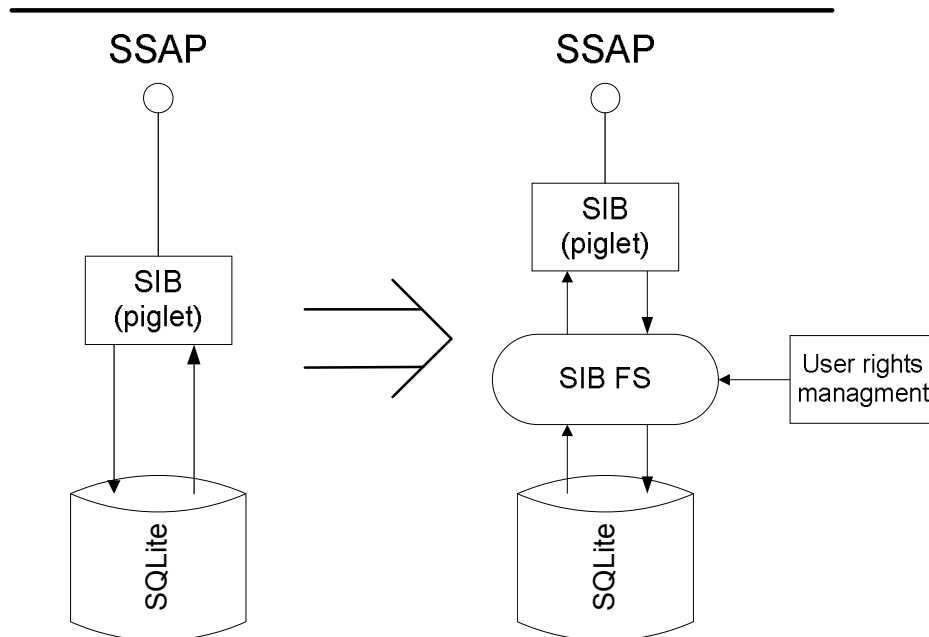 SSAP
SIB
(piglet)
SQLite
SSAP
SIB
(piglet)
SIB FS
User rights
managment
SQLite